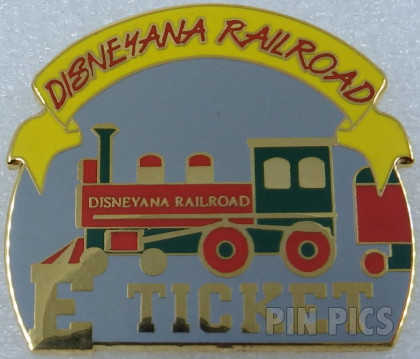 DISNEYANA RAILROAD
DISNEYANA RAILROAD
E TICKET
PIN PICS